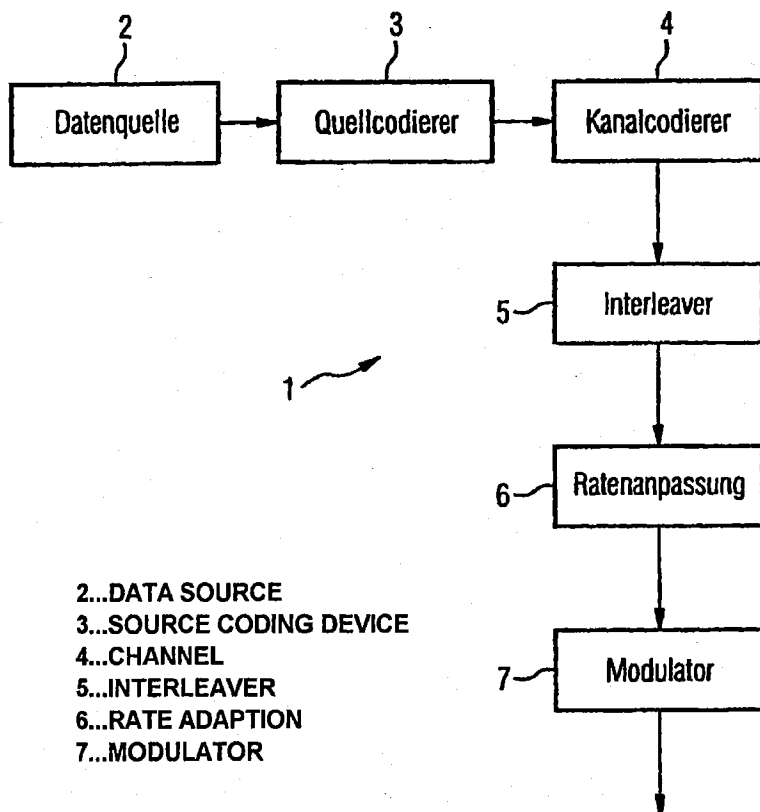 2 3 4
Datenquelle Quellcodierer Kanalcodierer
5 Interleaver
1
6 Ratenanpassung
7 Modulator
2...DATA SOURCE
3...SOURCE CODING DEVICE
4...CHANNEL
5...INTERLEAVER
6...RATE ADAPTION
7...MODULATOR